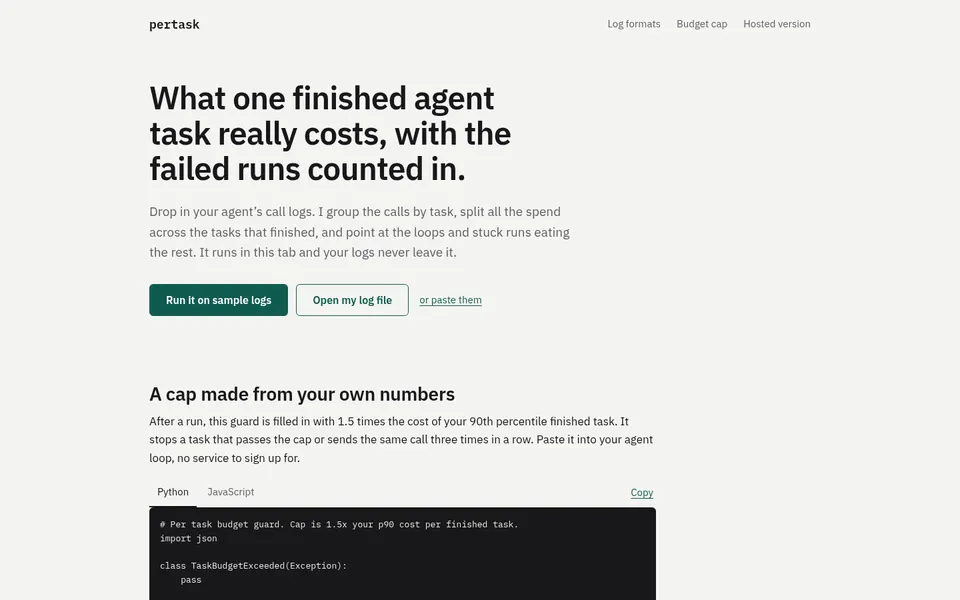 pertask
Log formats Budget cap Hosted version
What one finished agent
task really costs, with the
failed runs counted in.
Drop in your agent’s call logs. I group the calls by task, split all the spend
across the tasks that finished, and point at the loops and stuck runs eating
the rest. It runs in this tab and your logs never leave it.
Run it on sample logs Open my log file or paste them
A cap made from your own numbers
After a run, this guard is filled in with 1.5 times the cost of your 90th percentile finished task. It
stops a task that passes the cap or sends the same call three times in a row. Paste it into your agent
loop, no service to sign up for.
Python JavaScript Copy
# Per task budget guard. Cap is 1.5x your p90 cost per finished task.
import json
class TaskBudgetExceeded(Exception):
    pass